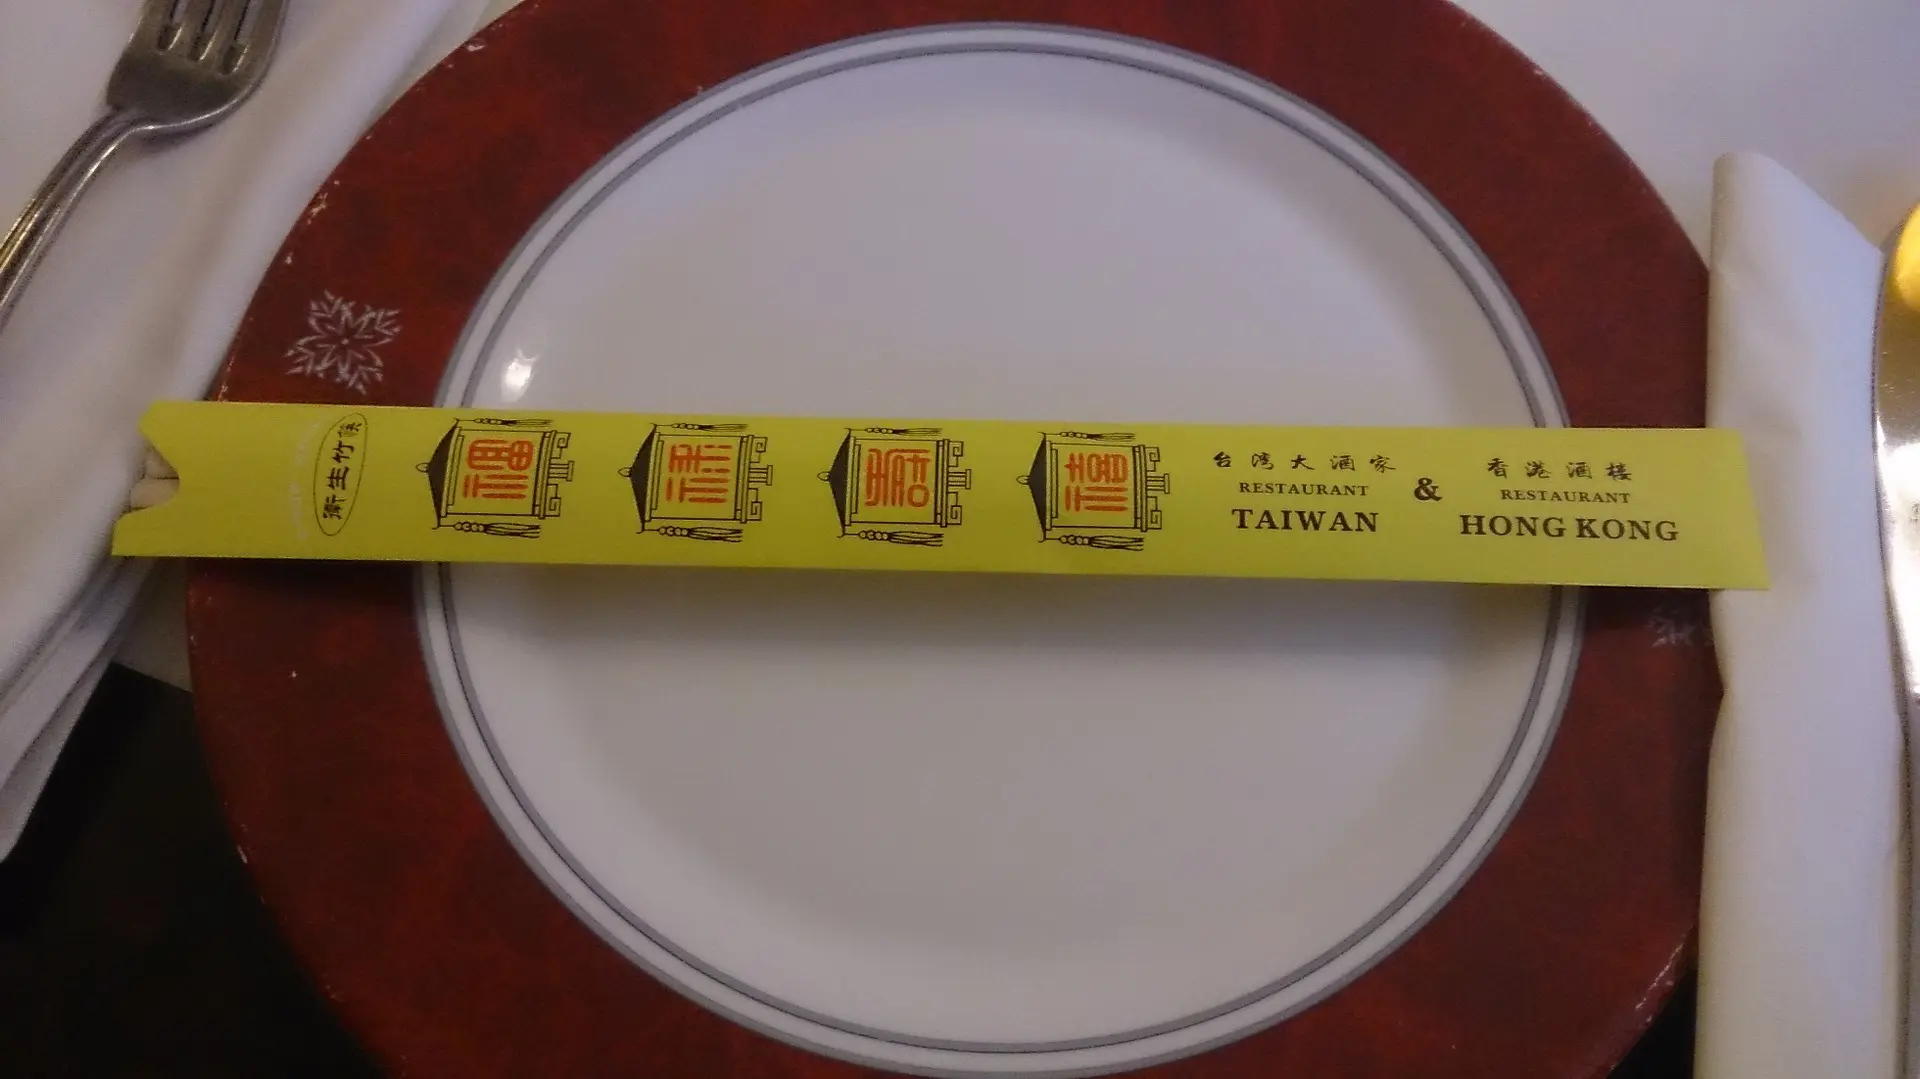 衛生竹筷
福
祿
壽
禧
台湾大酒家
RESTAURANT
TAIWAN
&
香港酒楼
RESTAURANT
HONG KONG